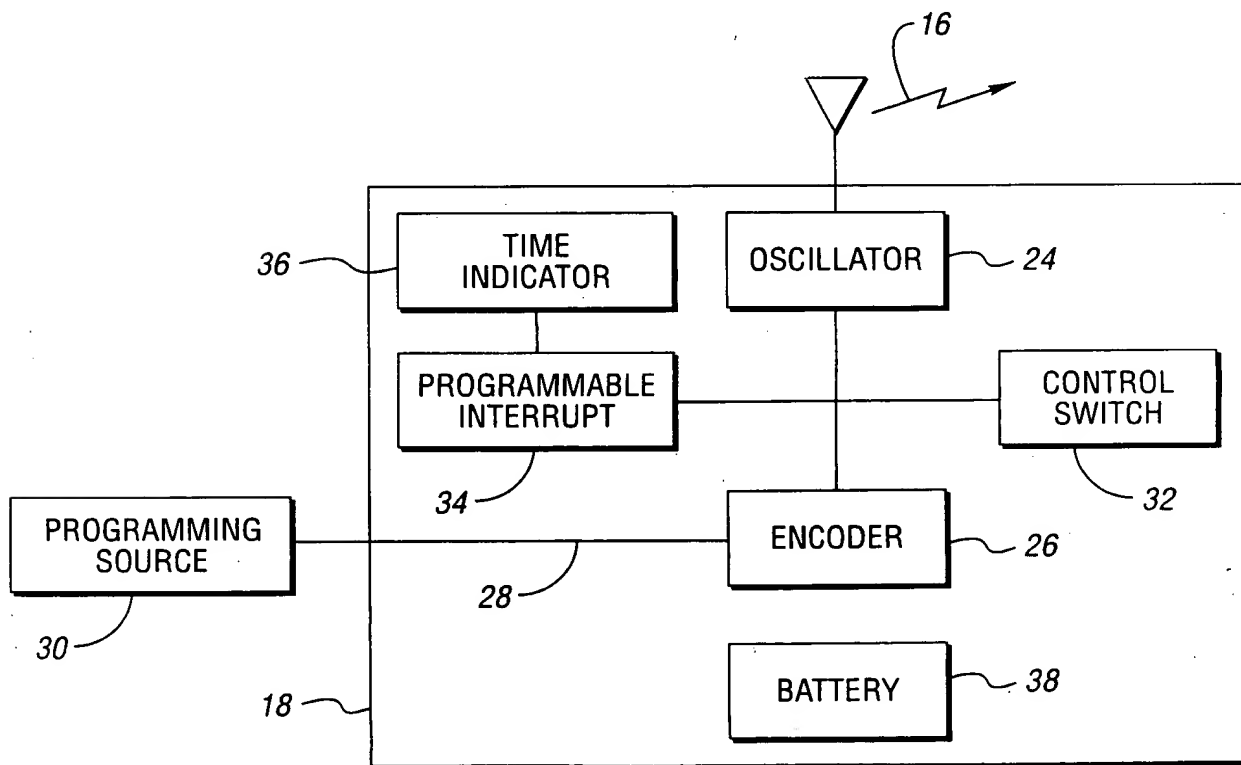 16
TIME
INDICATOR
36
OSCILLATOR
24
PROGRAMMABLE
INTERRUPT
34
CONTROL
SWITCH
32
PROGRAMMING
SOURCE
30
28
ENCODER
26
18
BATTERY
38